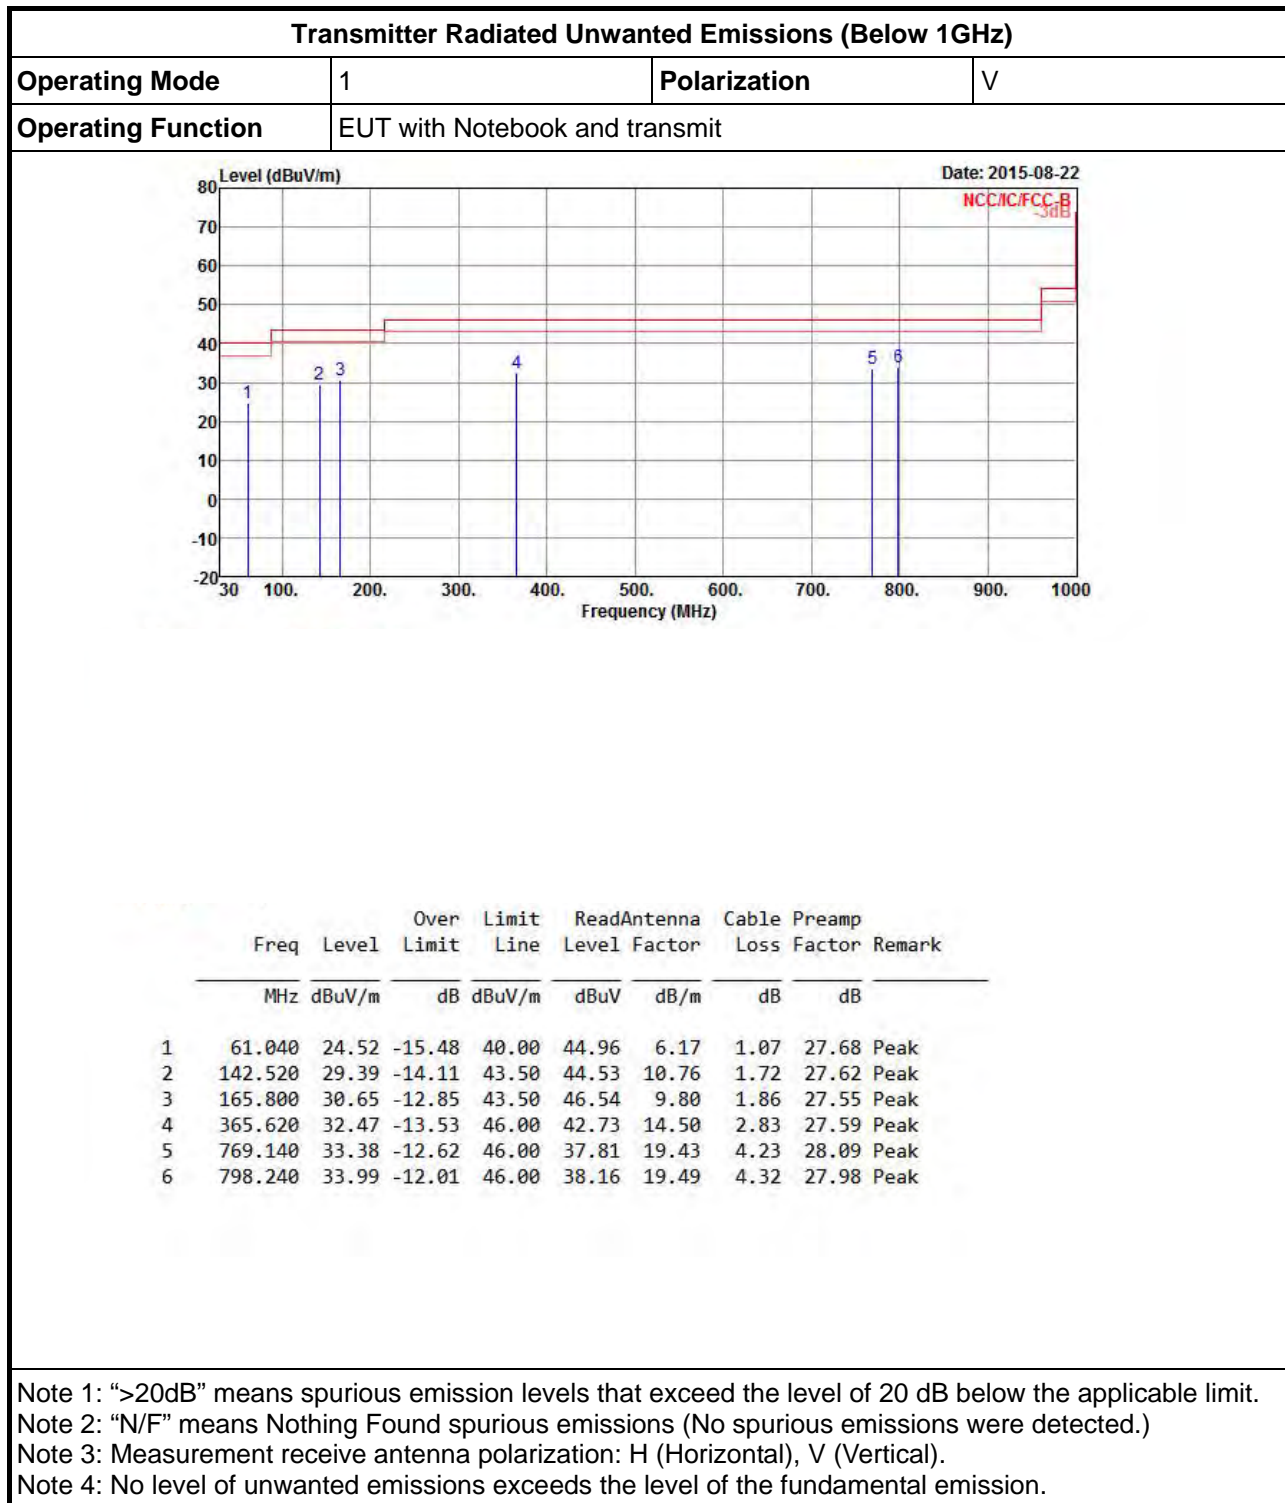 Transmitter Radiated Unwanted Emissions (Below 1GHz)
Operating Mode 1 Polarization V
Operating Function EUT with Notebook and transmit
Level (dBuV/m) Date: 2015-08-22
NCC/IC/FCC-B
-3dB
80
70
60
50
40
30
20
10
0
-10
-20
1 2 3 4 5 6
30 100. 200. 300. 400. 500. 600. 700. 800. 900. 1000
Frequency (MHz)
Over Limit ReadAntenna Cable Preamp
Freq Level Limit Line Level Factor Loss Factor Remark
MHz dBuV/m dB dBuV/m dBuV dB/m dB dB
1 61.040 24.52 -15.48 40.00 44.96 6.17 1.07 27.68 Peak
2 142.520 29.39 -14.11 43.50 44.53 10.76 1.72 27.62 Peak
3 165.800 30.65 -12.85 43.50 46.54 9.80 1.86 27.55 Peak
4 365.620 32.47 -13.53 46.00 42.73 14.50 2.83 27.59 Peak
5 769.140 33.38 -12.62 46.00 37.81 19.43 4.23 28.09 Peak
6 798.240 33.99 -12.01 46.00 38.16 19.49 4.32 27.98 Peak
Note 1: “>20dB” means spurious emission levels that exceed the level of 20 dB below the applicable limit.
Note 2: “N/F” means Nothing Found spurious emissions (No spurious emissions were detected.)
Note 3: Measurement receive antenna polarization: H (Horizontal), V (Vertical).
Note 4: No level of unwanted emissions exceeds the level of the fundamental emission.